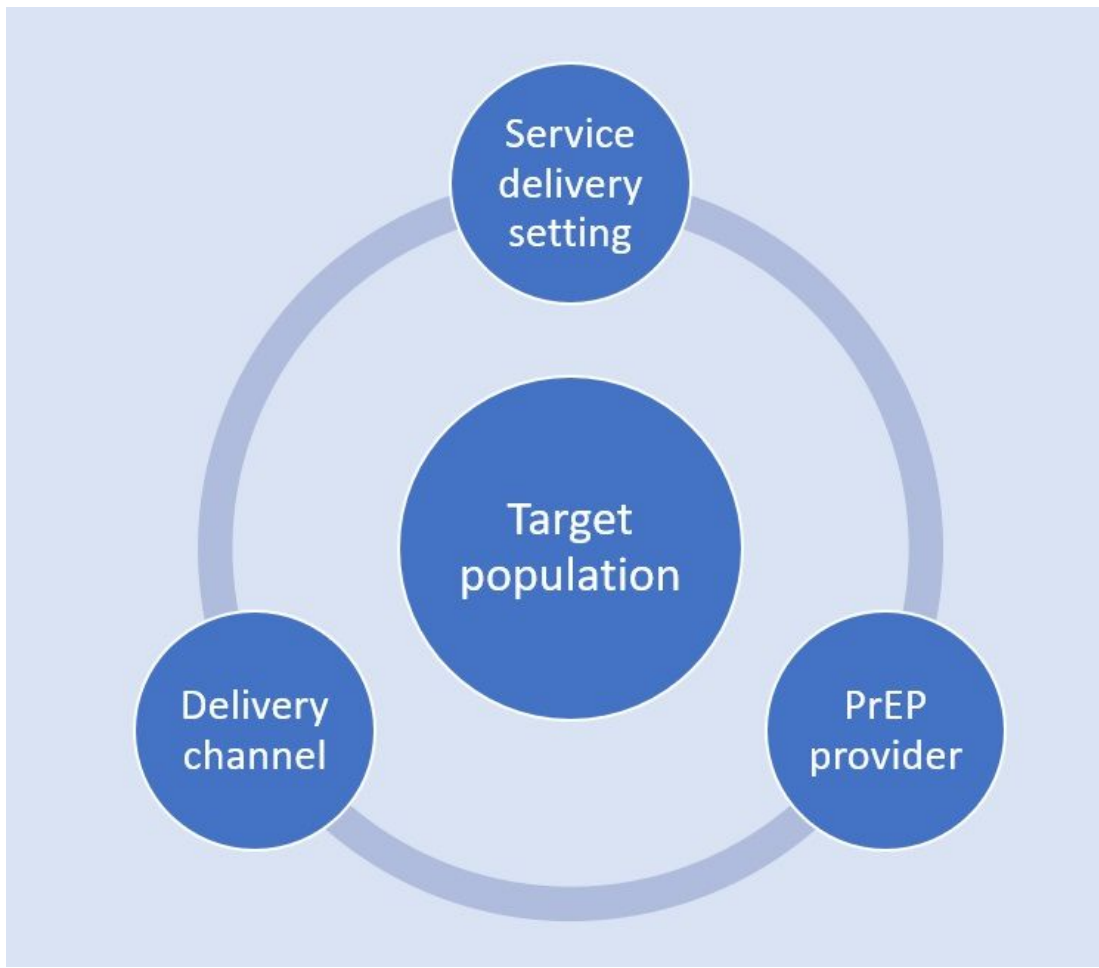 Service
delivery
setting
Target
population
Delivery
channel
PrEP
provider